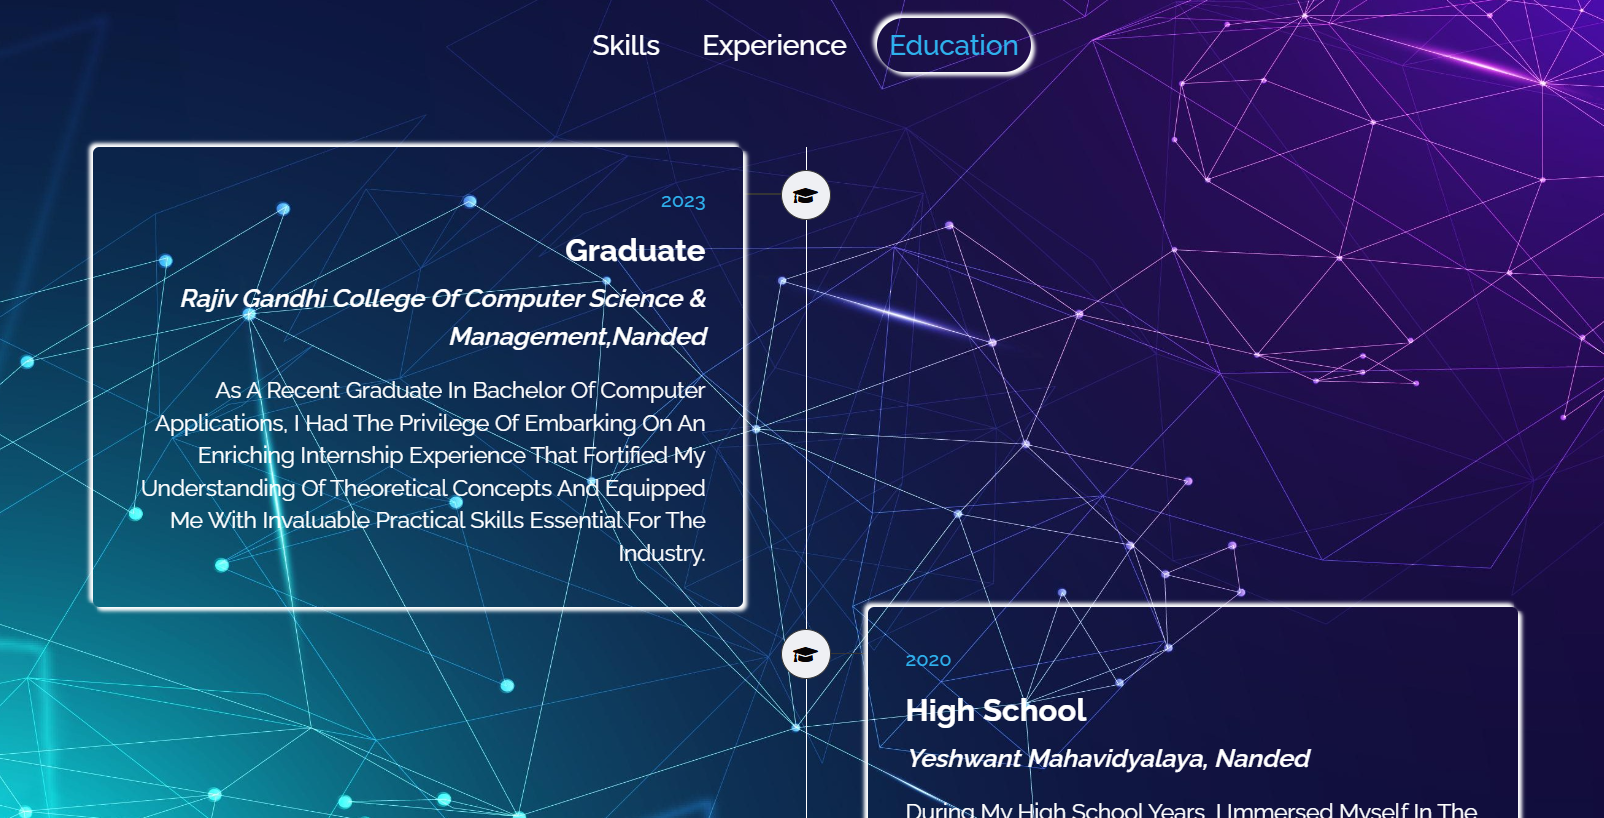 Skills Experience Education
2023
Graduate
Rajiv Gandhi College Of Computer Science &
Management,Nanded
As A Recent Graduate In Bachelor Of Computer
Applications, I Had The Privilege Of Embarking On An
Enriching Internship Experience That Fortified My
Understanding Of Theoretical Concepts And Equipped
Me With Invaluable Practical Skills Essential For The
Industry.
2020
High School
Yeshwant Mahavidyalaya, Nanded
During My High School Years, I Immersed Myself In The